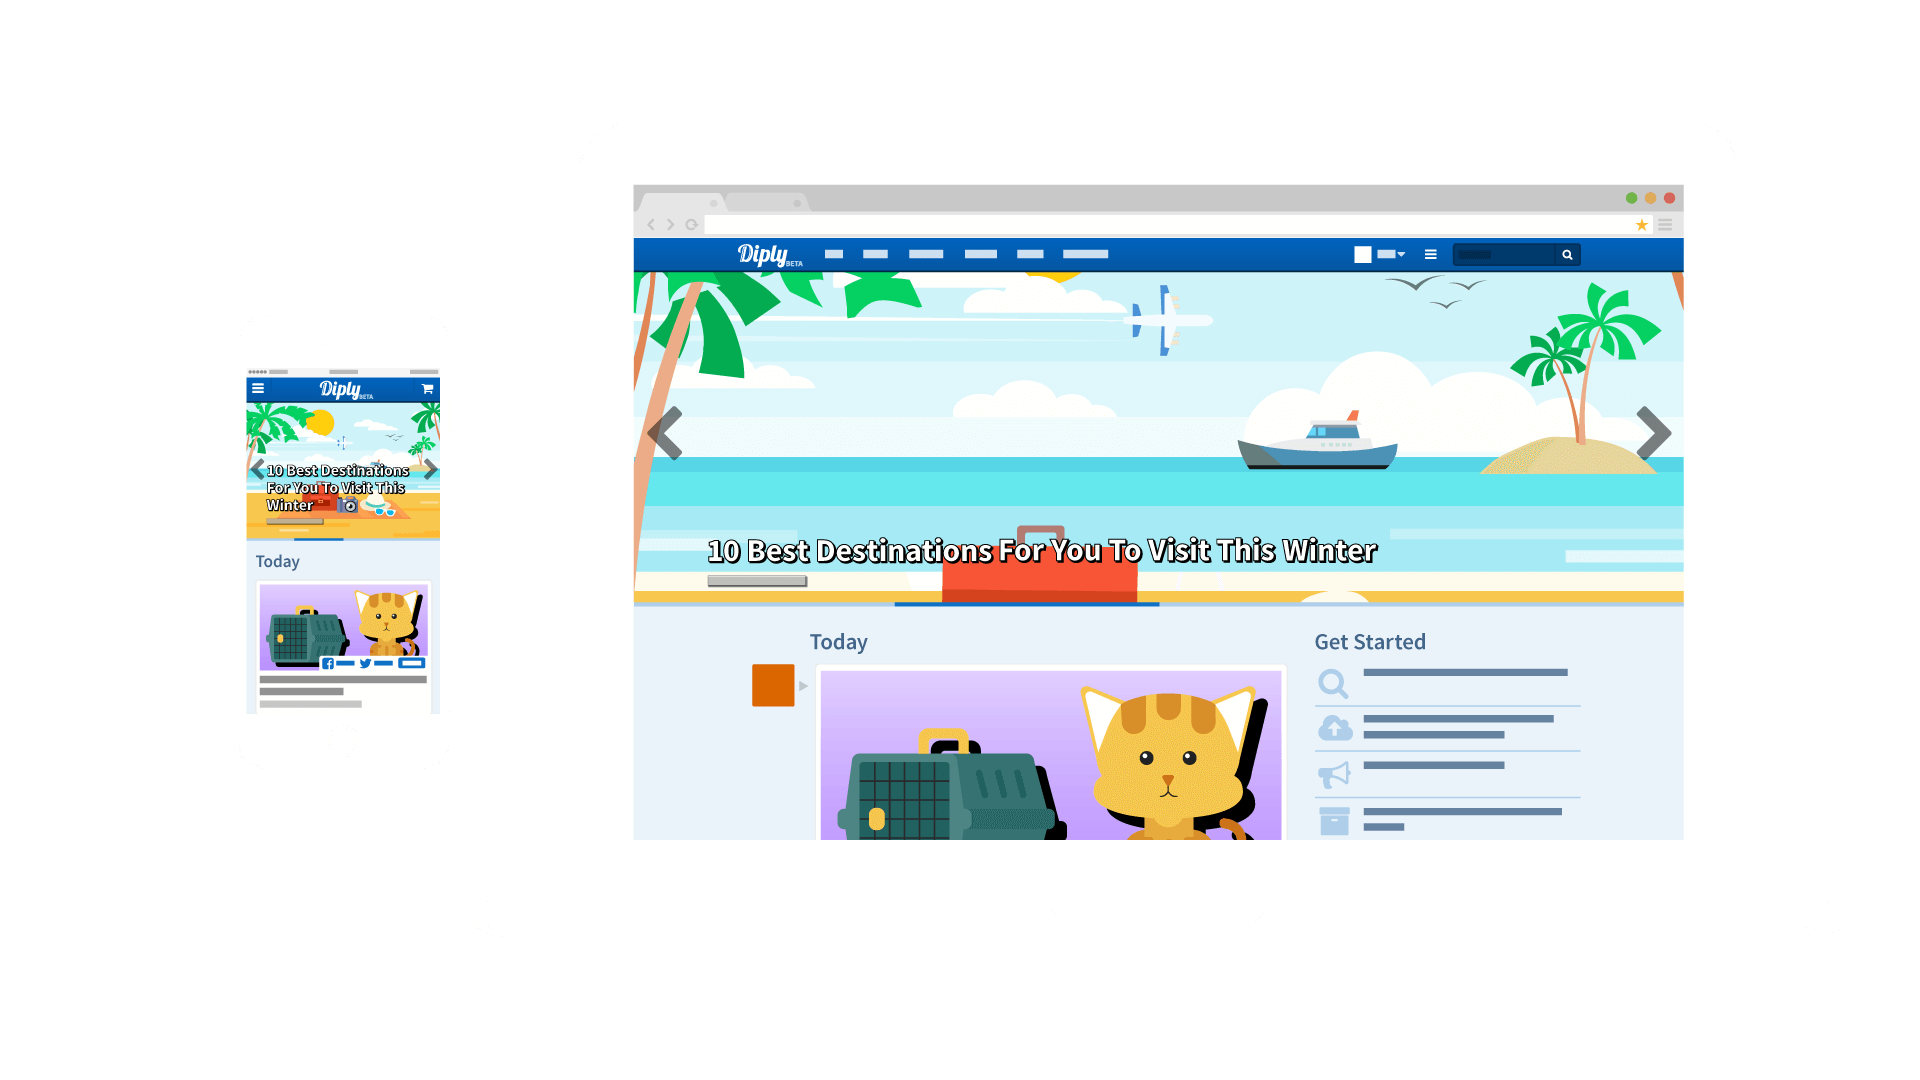 Diply BETA
10 Best Destinations
For You To Visit This
Winter
Today
Diply BETA
10 Best Destinations For You To Visit This Winter
Today
Get Started